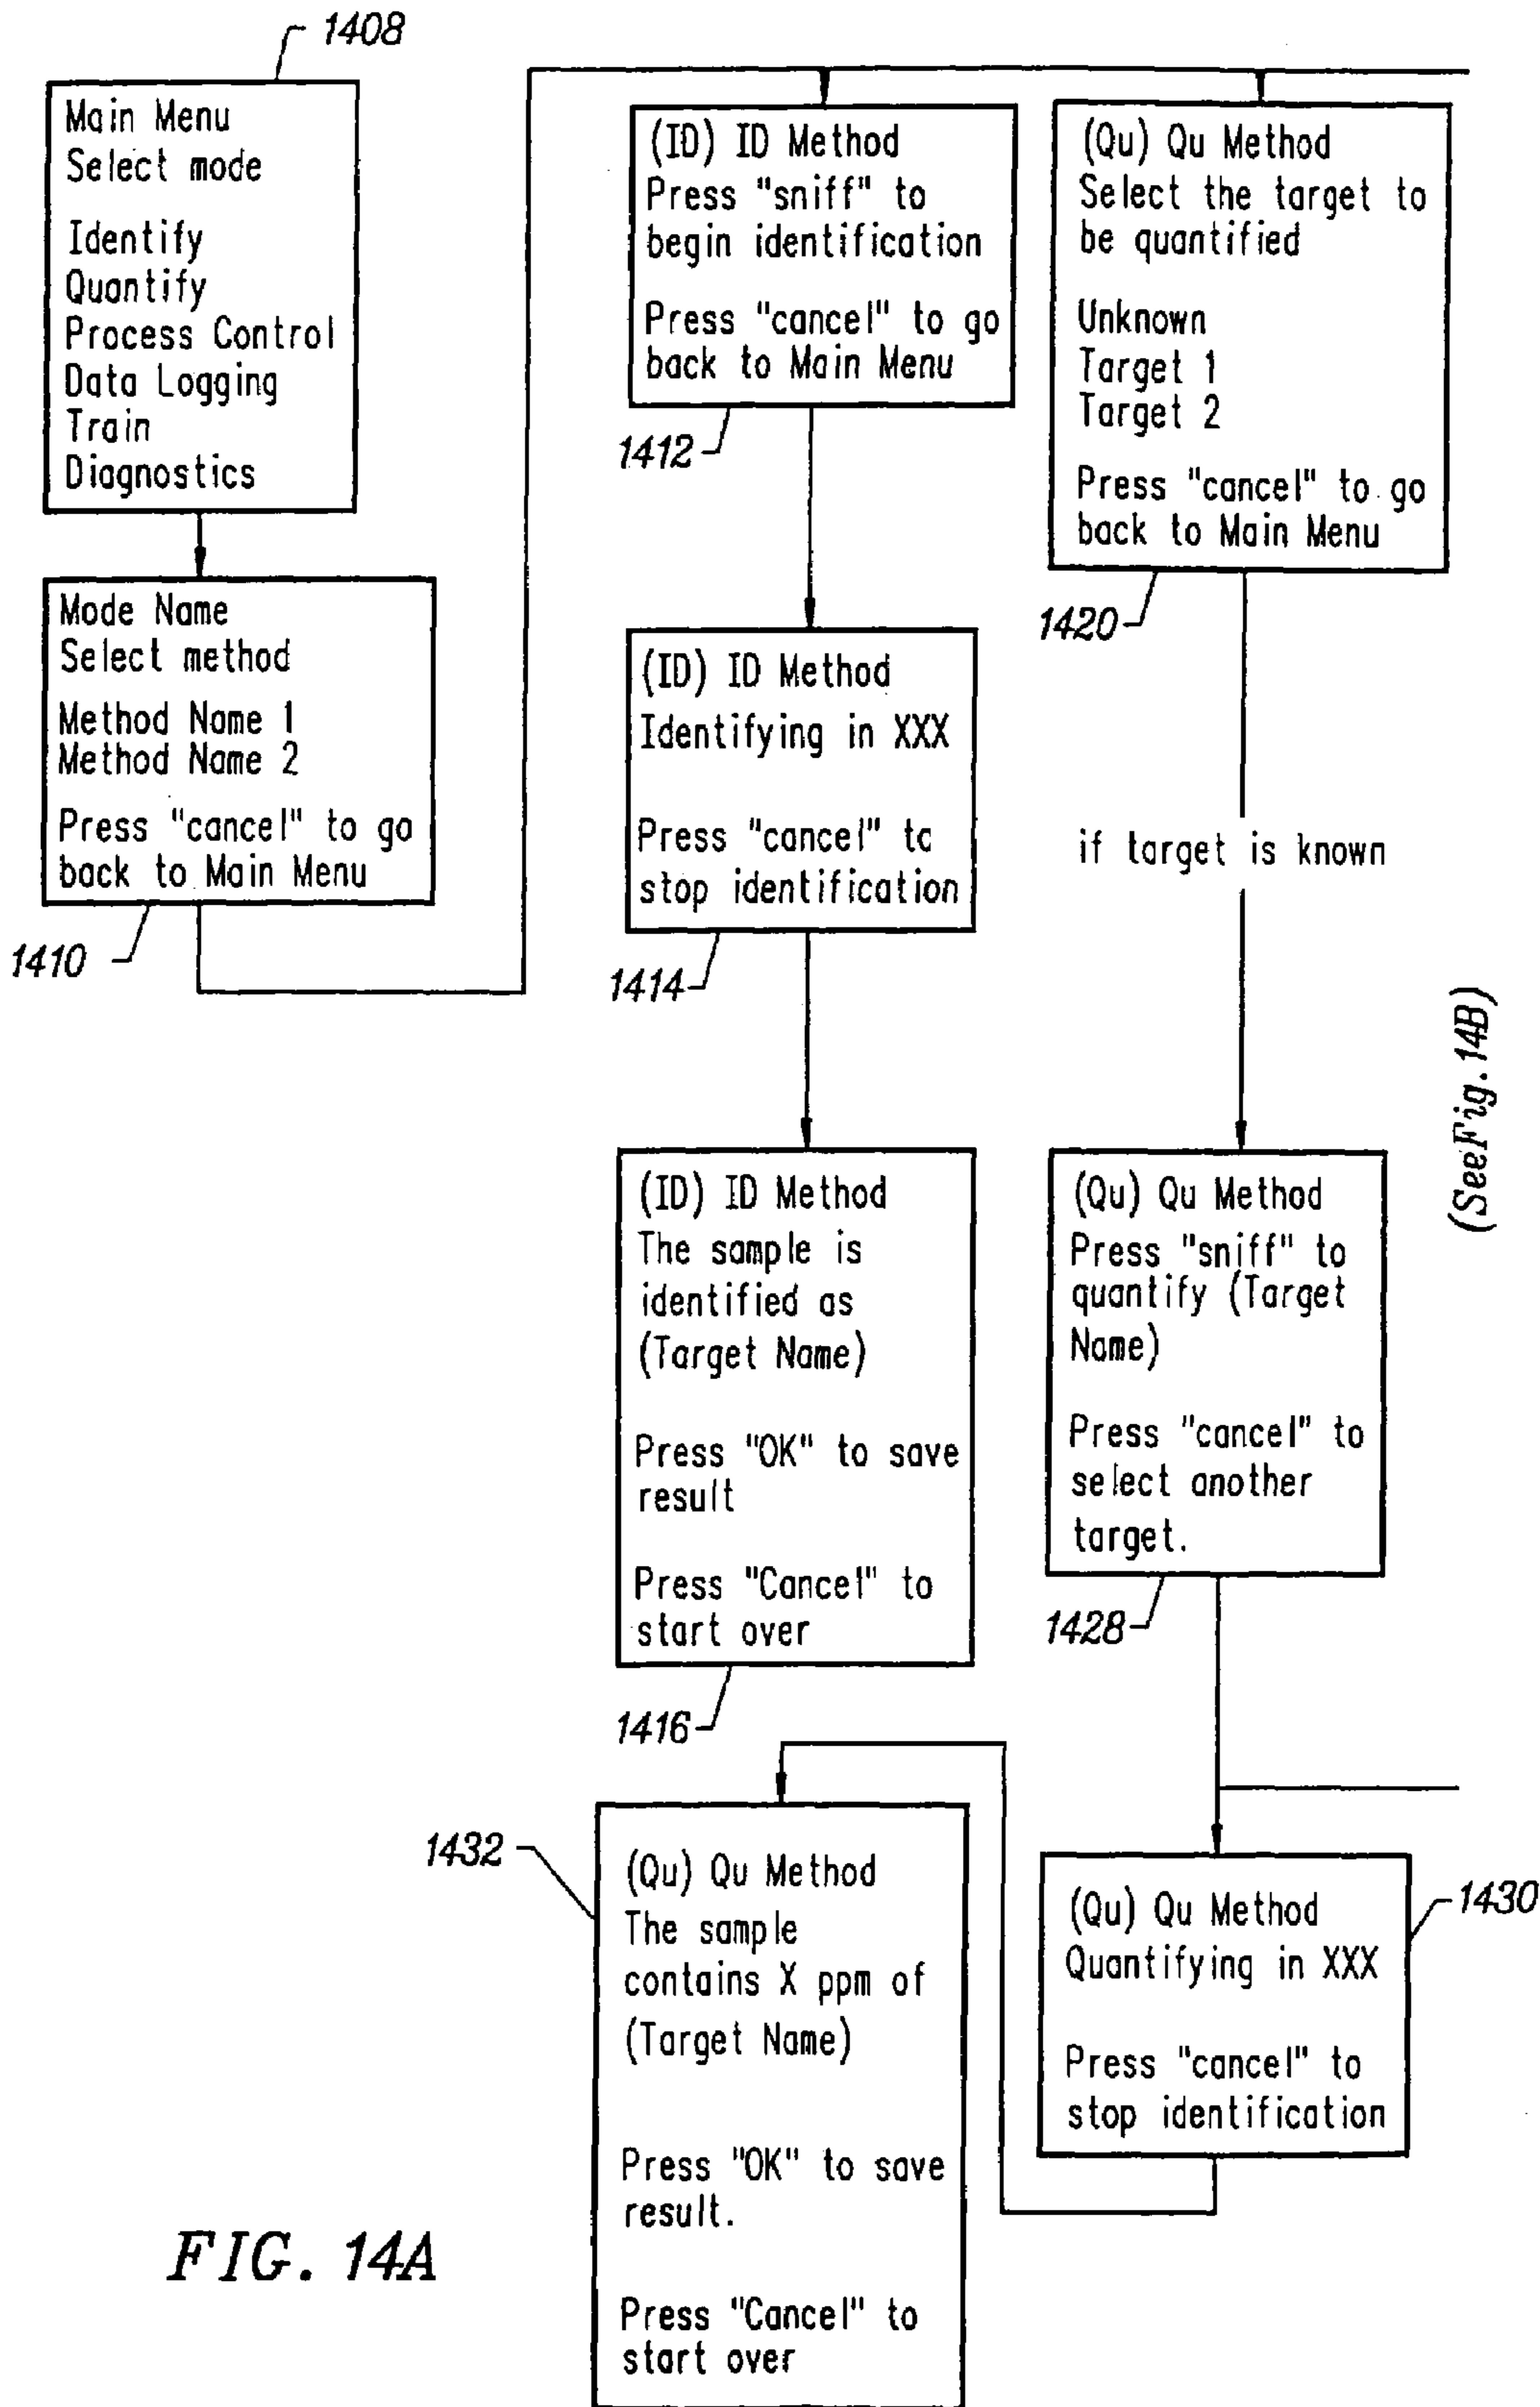 1408
Main Menu
Select mode
Identify
Quantify
Process Control
Data Logging
Train
Diagnostics
Mode Name
Select method
Method Name 1
Method Name 2
Press "cancel" to go
back to Main Menu
1410
(ID) ID Method
Press "sniff" to
begin identification
Press "cancel" to go
back to Main Menu
1412
(ID) ID Method
Identifying in XXX
Press "cancel" to
stop identification
1414
(ID) ID Method
The sample is
identified as
(Target Name)
Press "OK" to save
result
Press "Cancel" to
start over
1416
(Qu) Qu Method
Select the target to
be quantified
Unknown
Target 1
Target 2
Press "cancel" to go
back to Main Menu
1420
if target is known
(Qu) Qu Method
Press "sniff" to
quantify (Target
Name)
Press "cancel" to
select another
target.
1428
(See Fig. 14B)
(Qu) Qu Method
Quantifying in XXX
Press "cancel" to
stop identification
1430
1432
(Qu) Qu Method
The sample
contains X ppm of
(Target Name)
Press "OK" to save
result.
Press "Cancel" to
start over
FIG. 14A